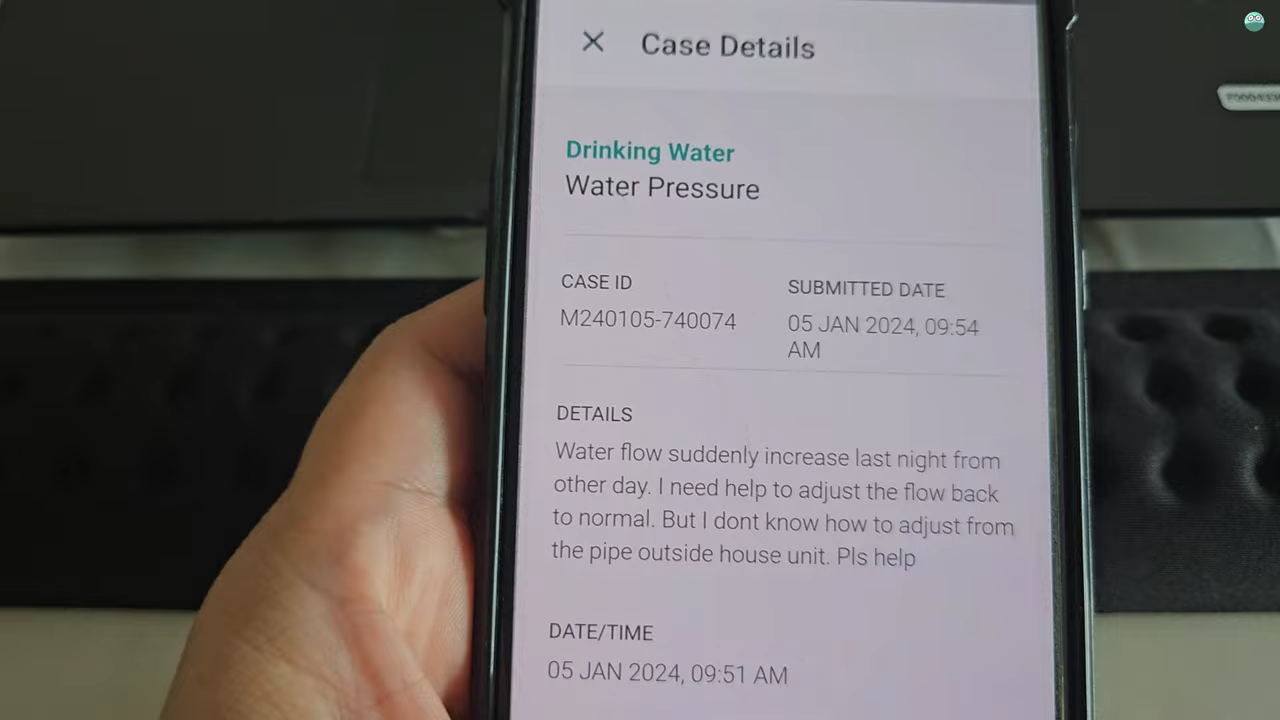 Case Details
Drinking Water
Water Pressure
CASE ID
M240105-740074
SUBMITTED DATE
05 JAN 2024, 09:54
AM
DETAILS
Water flow suddenly increase last night from
other day. I need help to adjust the flow back
to normal. But I dont know how to adjust from
the pipe outside house unit. Pls help
DATE/TIME
05 JAN 2024, 09:51 AM